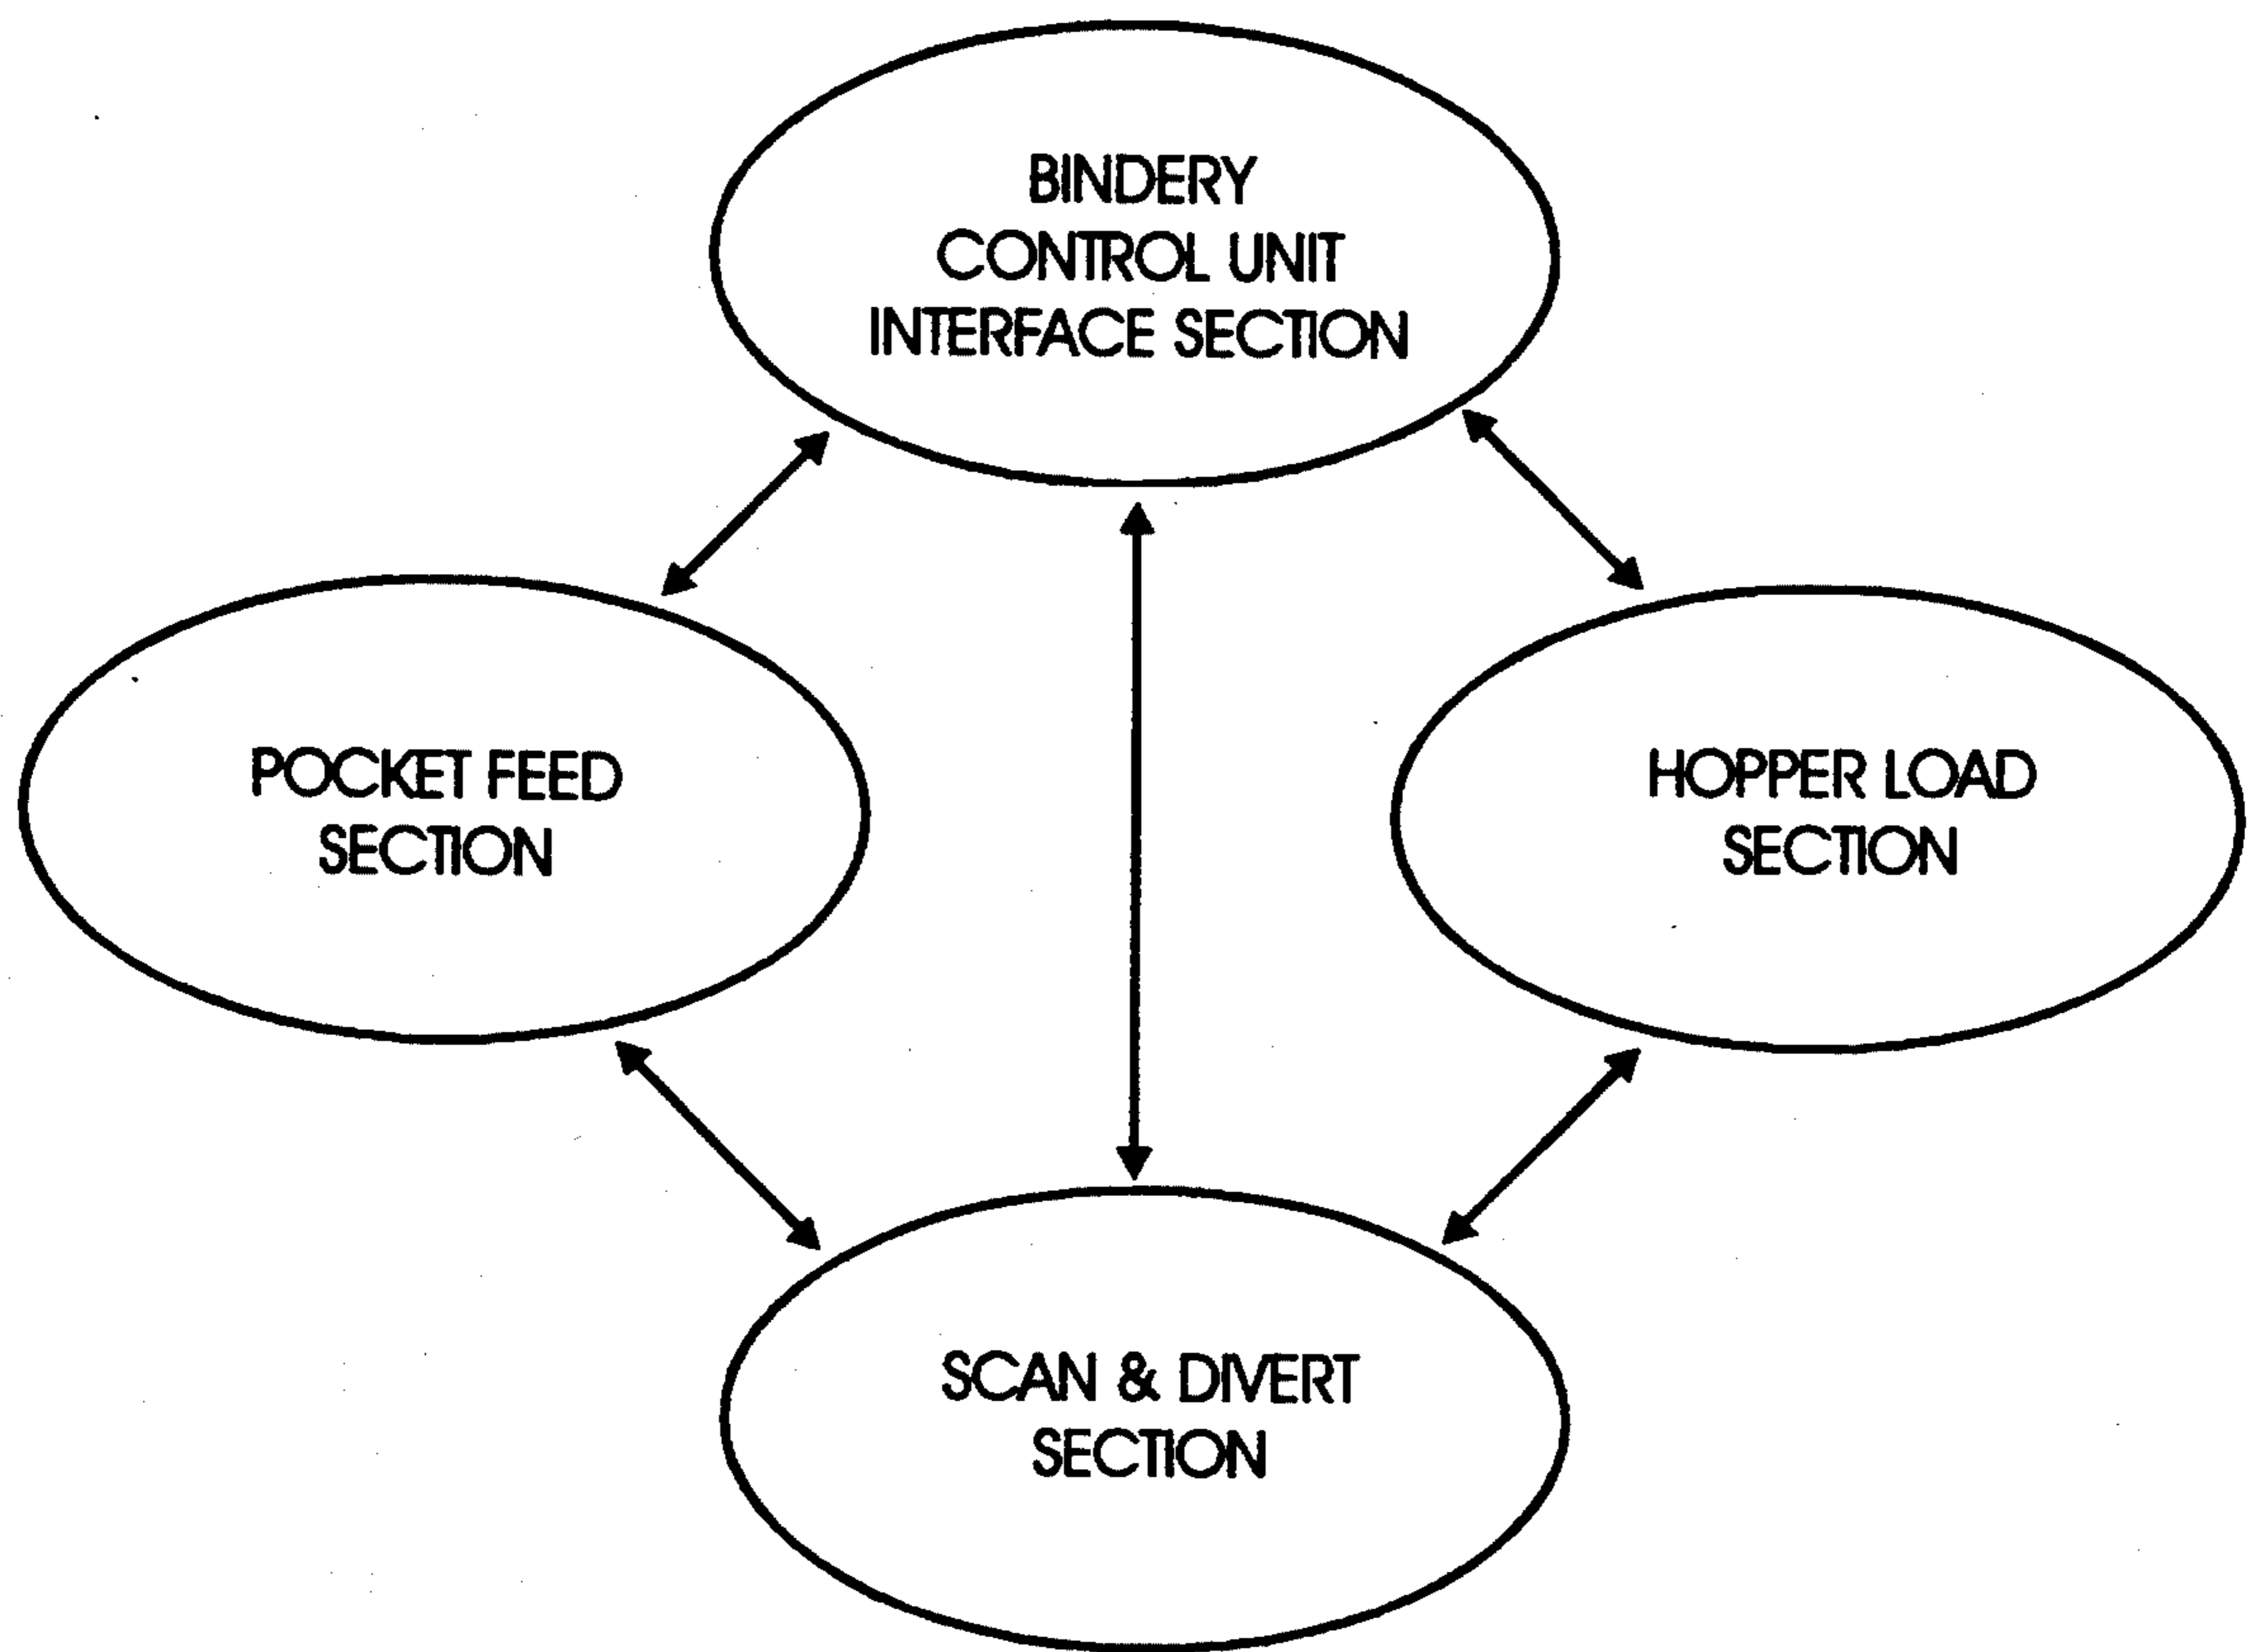 BINDERY
CONTROL UNIT
INTERFACE SECTION
POCKET FEED
SECTION
HOPPER LOAD
SECTION
SCAN & DIVERT
SECTION